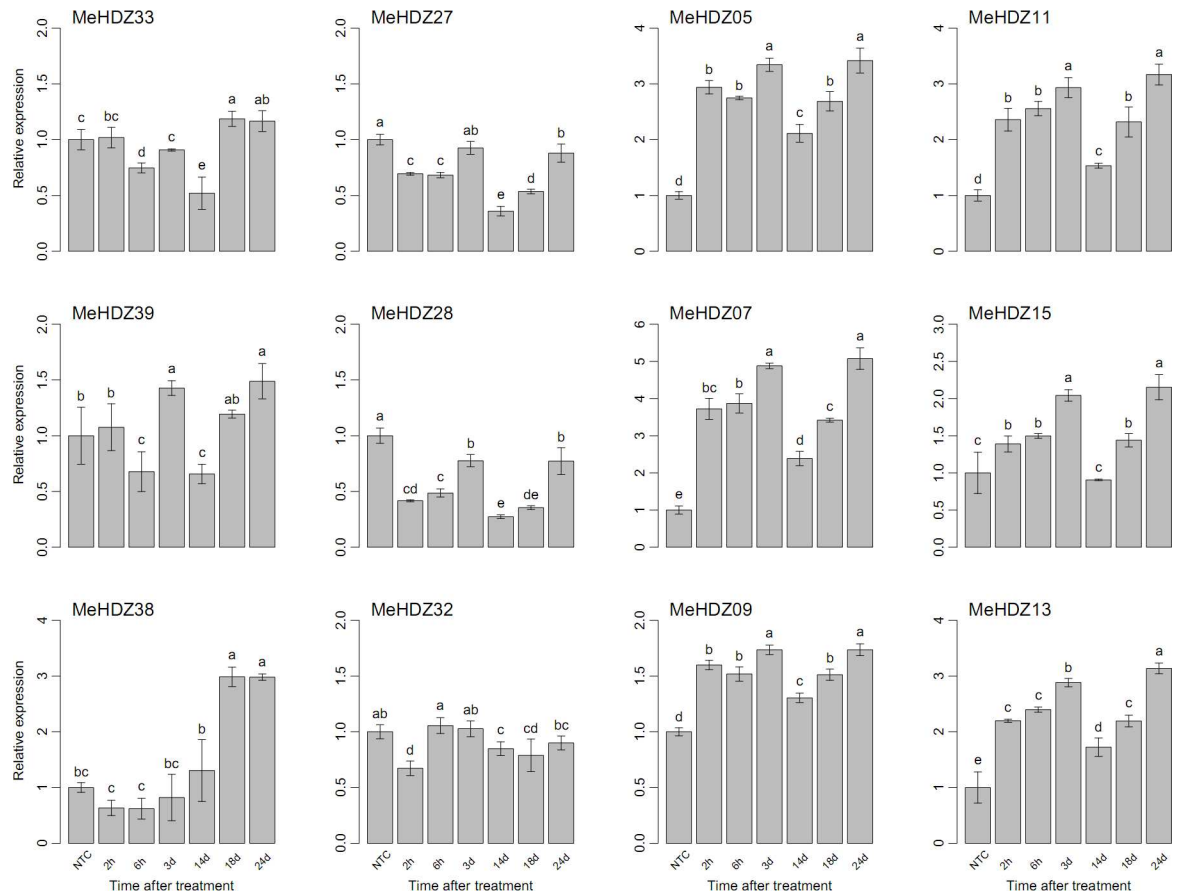 MeHDZ33 MeHDZ27 MeHDZ05 MeHDZ11
Relative expression
0.0 0.5 1.0 1.5 2.0
c bc d c e a ab
0.0 0.5 1.0 1.5 2.0
a c c ab e d b
0 1 2 3 4
d b b a c b a
0 1 2 3 4
d b b a c b a
MeHDZ39 MeHDZ28 MeHDZ07 MeHDZ15
Relative expression
0.0 0.5 1.0 1.5 2.0
b b c a c ab a
0.0 0.5 1.0 1.5 2.0
a cd c b e de b
0 1 2 3 4 5 6
e bc b a d c a
0.0 0.5 1.0 1.5 2.0 2.5 3.0
c b b a c b a
MeHDZ38 MeHDZ32 MeHDZ09 MeHDZ13
Relative expression
0 1 2 3 4
bc c c bc b a a
0.0 0.5 1.0 1.5 2.0
ab d a ab c cd bc
0.0 0.5 1.0 1.5 2.0
d b b a c b a
0 1 2 3 4
e c c b d c a
NTC 2h 6h 3d 14d 18d 24d
NTC 2h 6h 3d 14d 18d 24d
NTC 2h 6h 3d 14d 18d 24d
NTC 2h 6h 3d 14d 18d 24d
Time after treatment Time after treatment Time after treatment Time after treatment